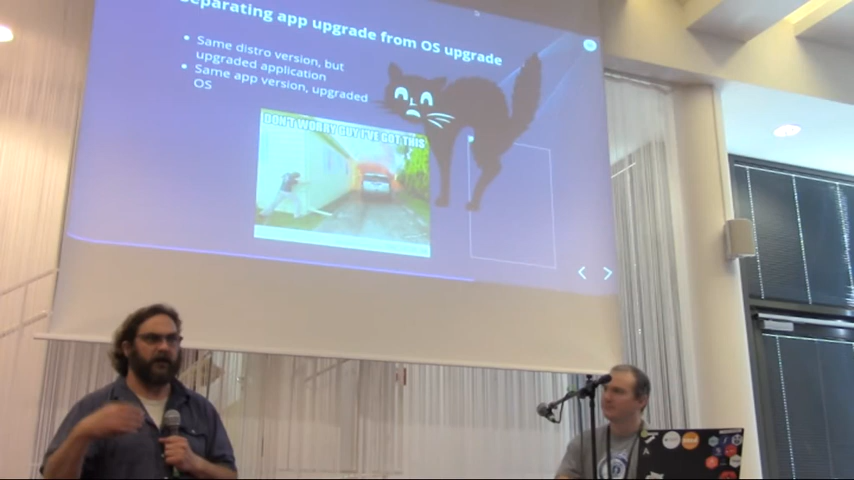 Separating app upgrade from OS upgrade
Same distro version, but
upgraded application
Same app version, upgraded
OS
DON'T WORRY GUY I'VE GOT THIS